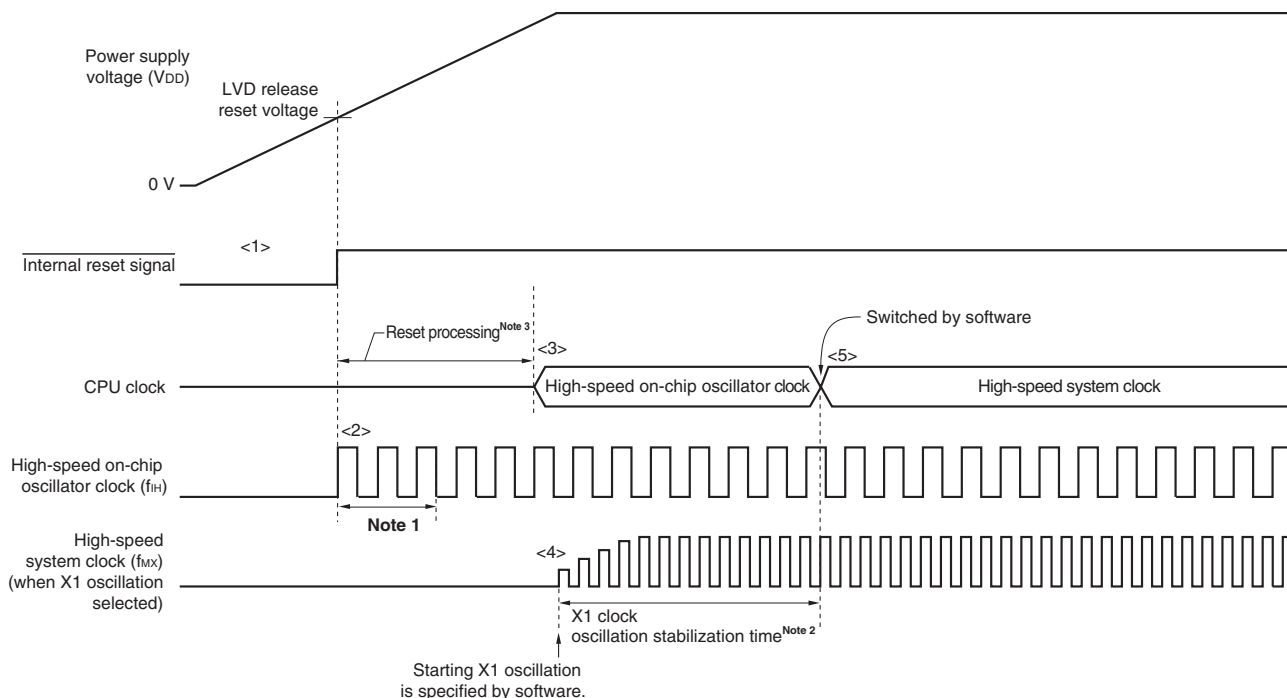 Power supply
voltage (VDD)
LVD release
reset voltage
0 V
<1>
Internal reset signal
Reset processing Note 3
Switched by software
<3>
<5>
CPU clock
High-speed on-chip oscillator clock
High-speed system clock
<2>
High-speed on-chip
oscillator clock (fIH)
Note 1
High-speed
system clock (fMX)
(when X1 oscillation
selected)
<4>
X1 clock
oscillation stabilization time Note 2
Starting X1 oscillation
is specified by software.